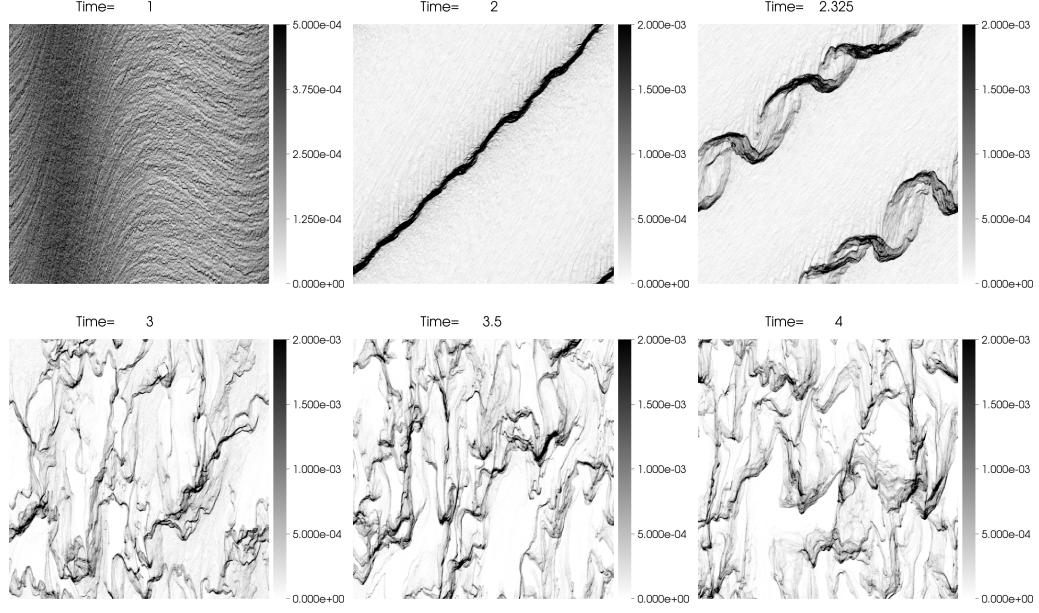 Time= 1
5.000e-04
3.750e-04
2.500e-04
1.250e-04
0.000e+00
Time= 2
2.000e-03
1.500e-03
1.000e-03
5.000e-04
0.000e+00
Time= 2.325
2.000e-03
1.500e-03
1.000e-03
5.000e-04
0.000e+00
Time= 3
2.000e-03
1.500e-03
1.000e-03
5.000e-04
0.000e+00
Time= 3.5
2.000e-03
1.500e-03
1.000e-03
5.000e-04
0.000e+00
Time= 4
2.000e-03
1.500e-03
1.000e-03
5.000e-04
0.000e+00